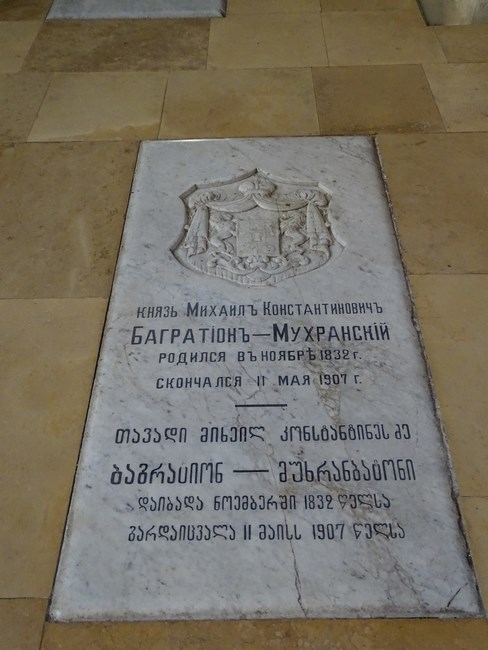 КНЯЗЬ МИХАИЛЪ КОНСТАНТИНОВИЧЪ
БАГРАТІОНЪ—МУХРАНСКІЙ
РОДИЛСЯ ВЪ НОЯБРѢ 1832 Г.
СКОНЧАЛСЯ 11 МАЯ 1907 Г.
თავადი მიხეილ კონსტანტინეს ძე
ბაგრატიონ — მუხრანბატონი
დაიბადა ნოემბერში 1832 წელსა
გარდაიცვალა 11 მაისს 1907 წელსა